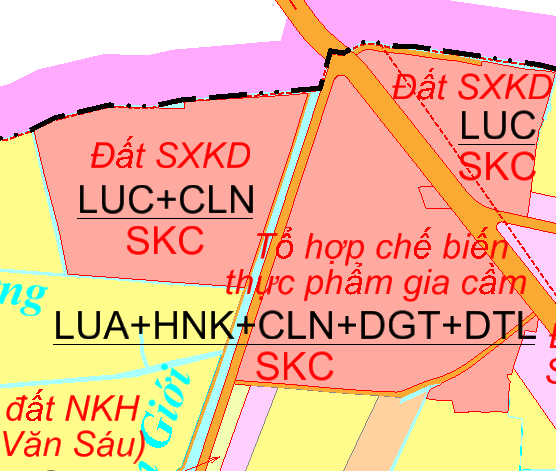 Đất SXKD
LUC
SKC
Đất SXKD
LUC+CLN
SKC
Tổ hợp chế biến
thực phẩm gia cầm
LUA+HNK+CLN+DGT+DTL
SKC
đất NKH
Văn Sáu)
Giới